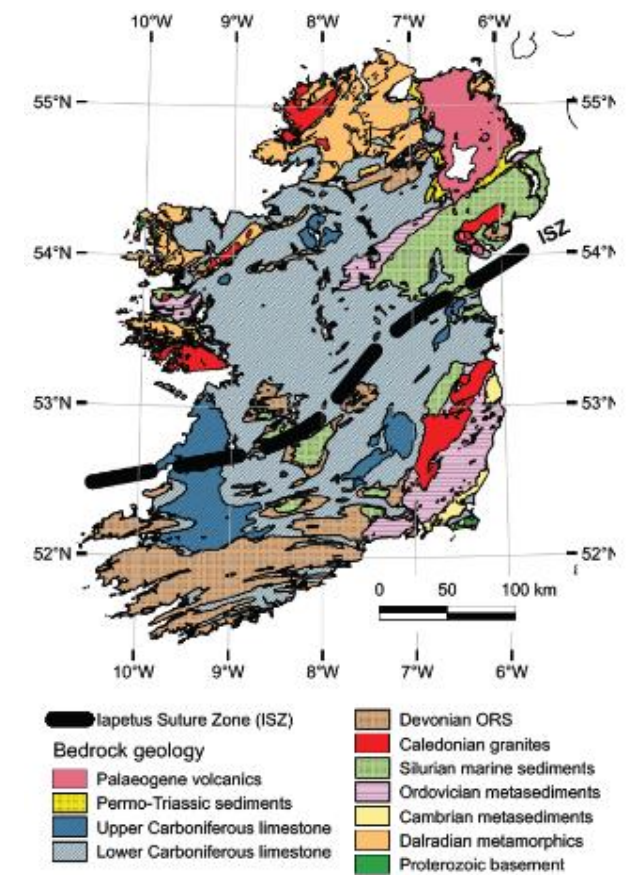 10°W 9°W 8°W 7°W 6°W
55°N 55°N
ISZ
54°N 54°N
53°N 53°N
52°N 52°N
0 50 100 km
10°W 9°W 8°W 7°W 6°W
Iapetus Suture Zone (ISZ)
Bedrock geology
Palaeogene volcanics
Permo-Triassic sediments
Upper Carboniferous limestone
Lower Carboniferous limestone
Devonian ORS
Caledonian granites
Silurian marine sediments
Ordovician metasediments
Cambrian metasediments
Dalradian metamorphics
Proterozoic basement